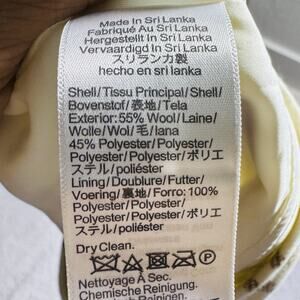 Made In Sri Lanka
Fabriqué Au Sri Lanka
Hergestellt In Sri Lanka
Vervaardigd In Sri Lanka
スリランカ製
hecho en sri lanka
Shell/Tissu Principal/Shell/
Bovenstof/表地/Tela
Exterior:55% Wool/Laine/
Wolle/Wol/毛/lana
45% Polyester/Polyester/
Polyester/Polyester/ポリエ
ステル/poliéster
Lining/Doublure/Futter/
Voering/裏地/Forro:100%
Polyester/Polyester/
Polyester/Polyester/ポリエ
ステル/poliéster
Dry Clean.
Nettoyage A Sec.
Chemische Reinigung.